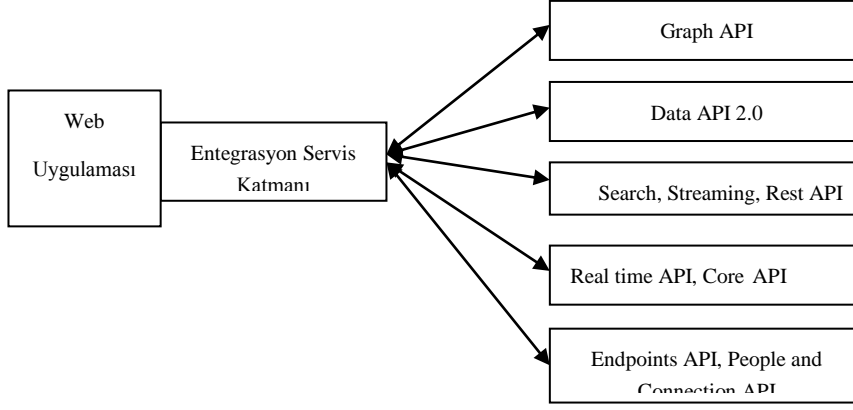 Web
Uygulaması
Entegrasyon Servis
Katmanı
Graph API
Data API 2.0
Search, Streaming, Rest API
Real time API, Core API
Endpoints API, People and
Connection API